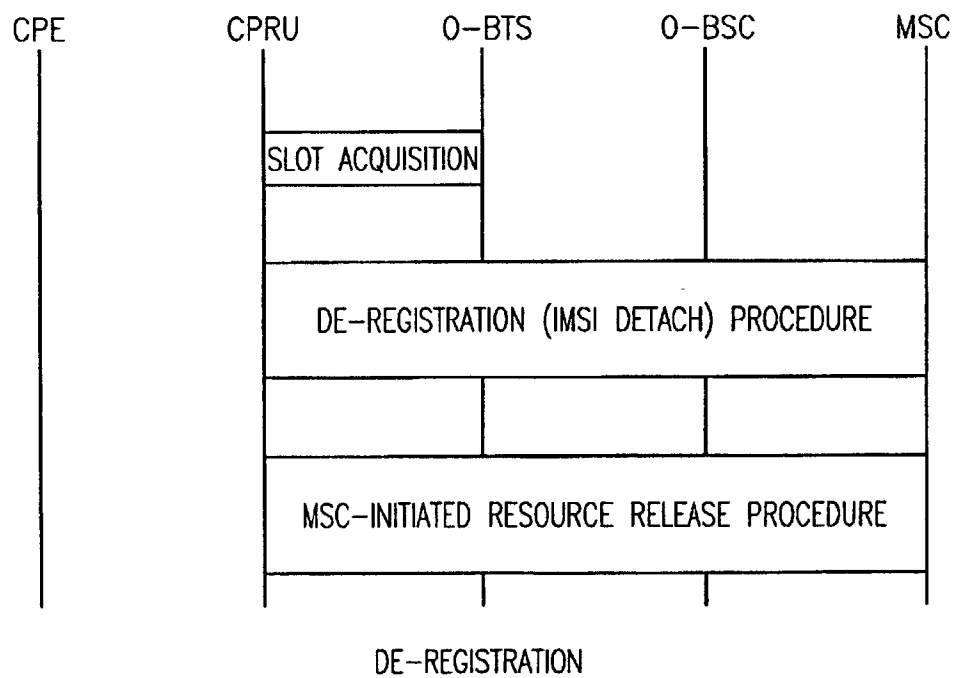 CPE CPRU O-BTS O-BSC MSC
SLOT ACQUISITION
DE-REGISTRATION (IMSI DETACH) PROCEDURE
MSC-INITIATED RESOURCE RELEASE PROCEDURE
DE-REGISTRATION